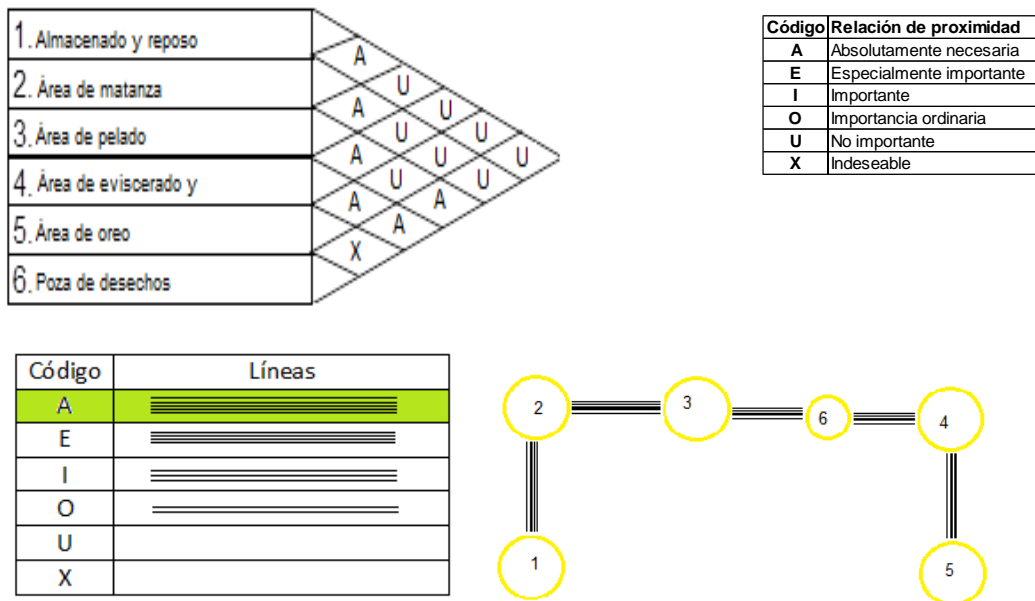 1. Almacenado y reposo
A
2. Área de matanza
U
A U
3. Área de pelado
U U
A U U
4. Área de eviscerado y
U U
A A
5. Área de oreo
A
X
6. Poza de desechos
Código Relación de proximidad
A Absolutamente necesaria
E Especialmente importante
I Importante
O Importancia ordinaria
U No importante
X Indeseable
Código Líneas
A
E
I
O
U
X
2 3 6 4
1 5